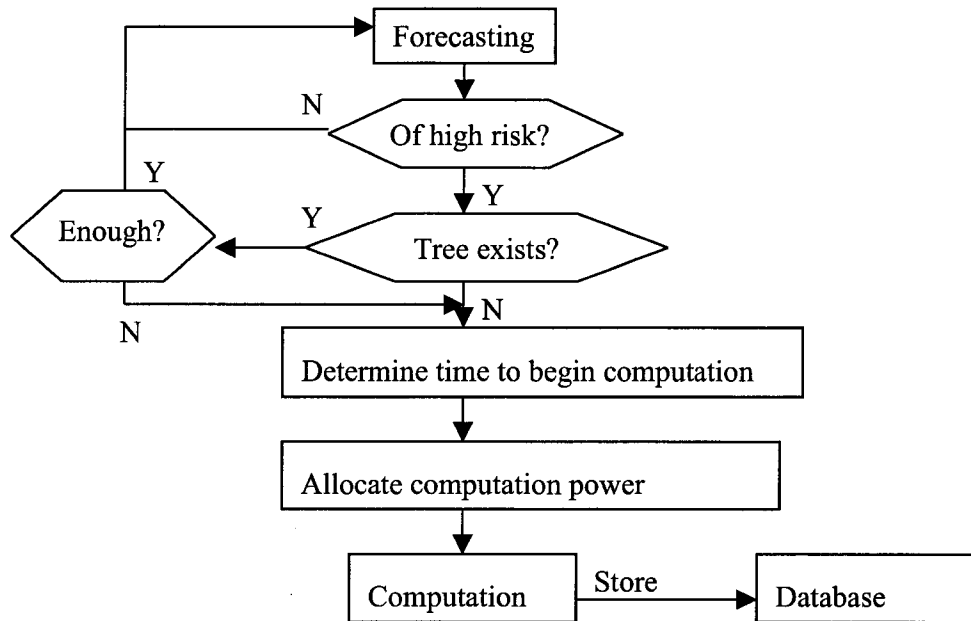 Forecasting
N
Of high risk?
Y
Y
Y
Enough?
Tree exists?
N
N
Determine time to begin computation
Allocate computation power
Store
Computation
Database